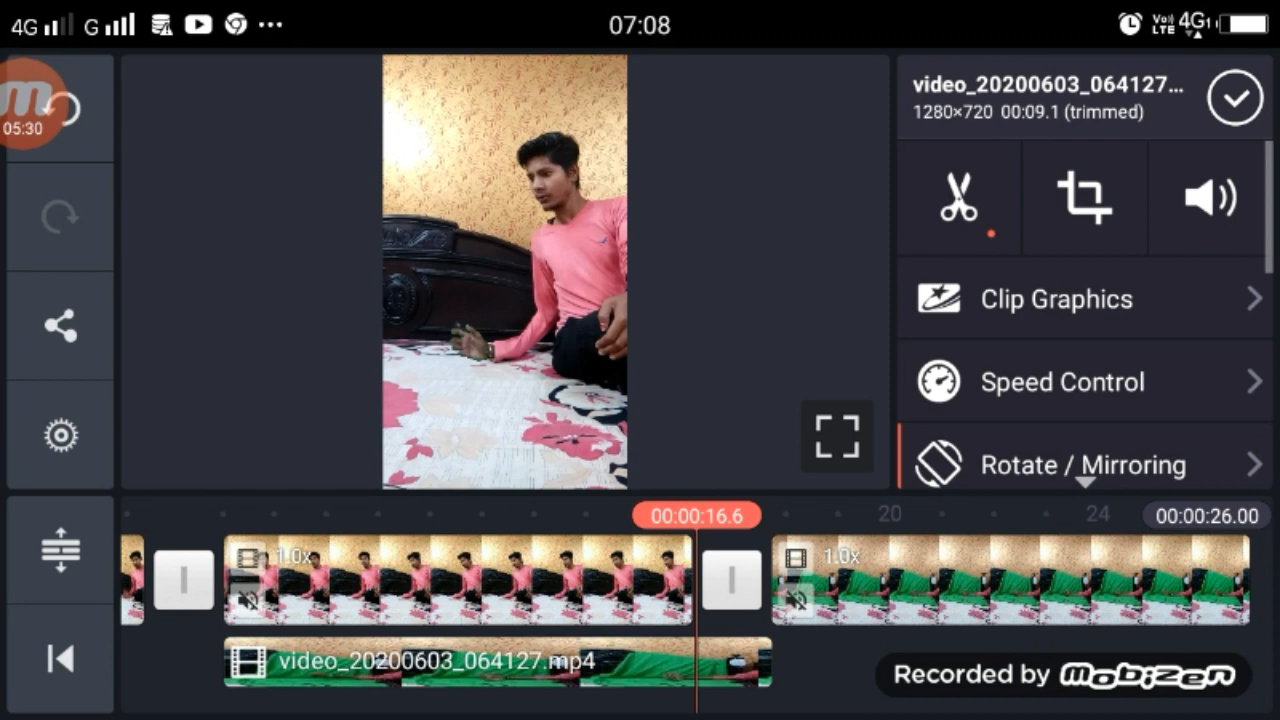 4G G 07:08 Vo)) LTE 4G
m
05:30
video_20200603_064127...
1280×720 00:09.1 (trimmed)
Clip Graphics
Speed Control
Rotate / Mirroring
00:00:16.6 20 24 00:00:26.00
1.0x 1.0x
video_20200603_064127.mp4
Recorded by mobizen